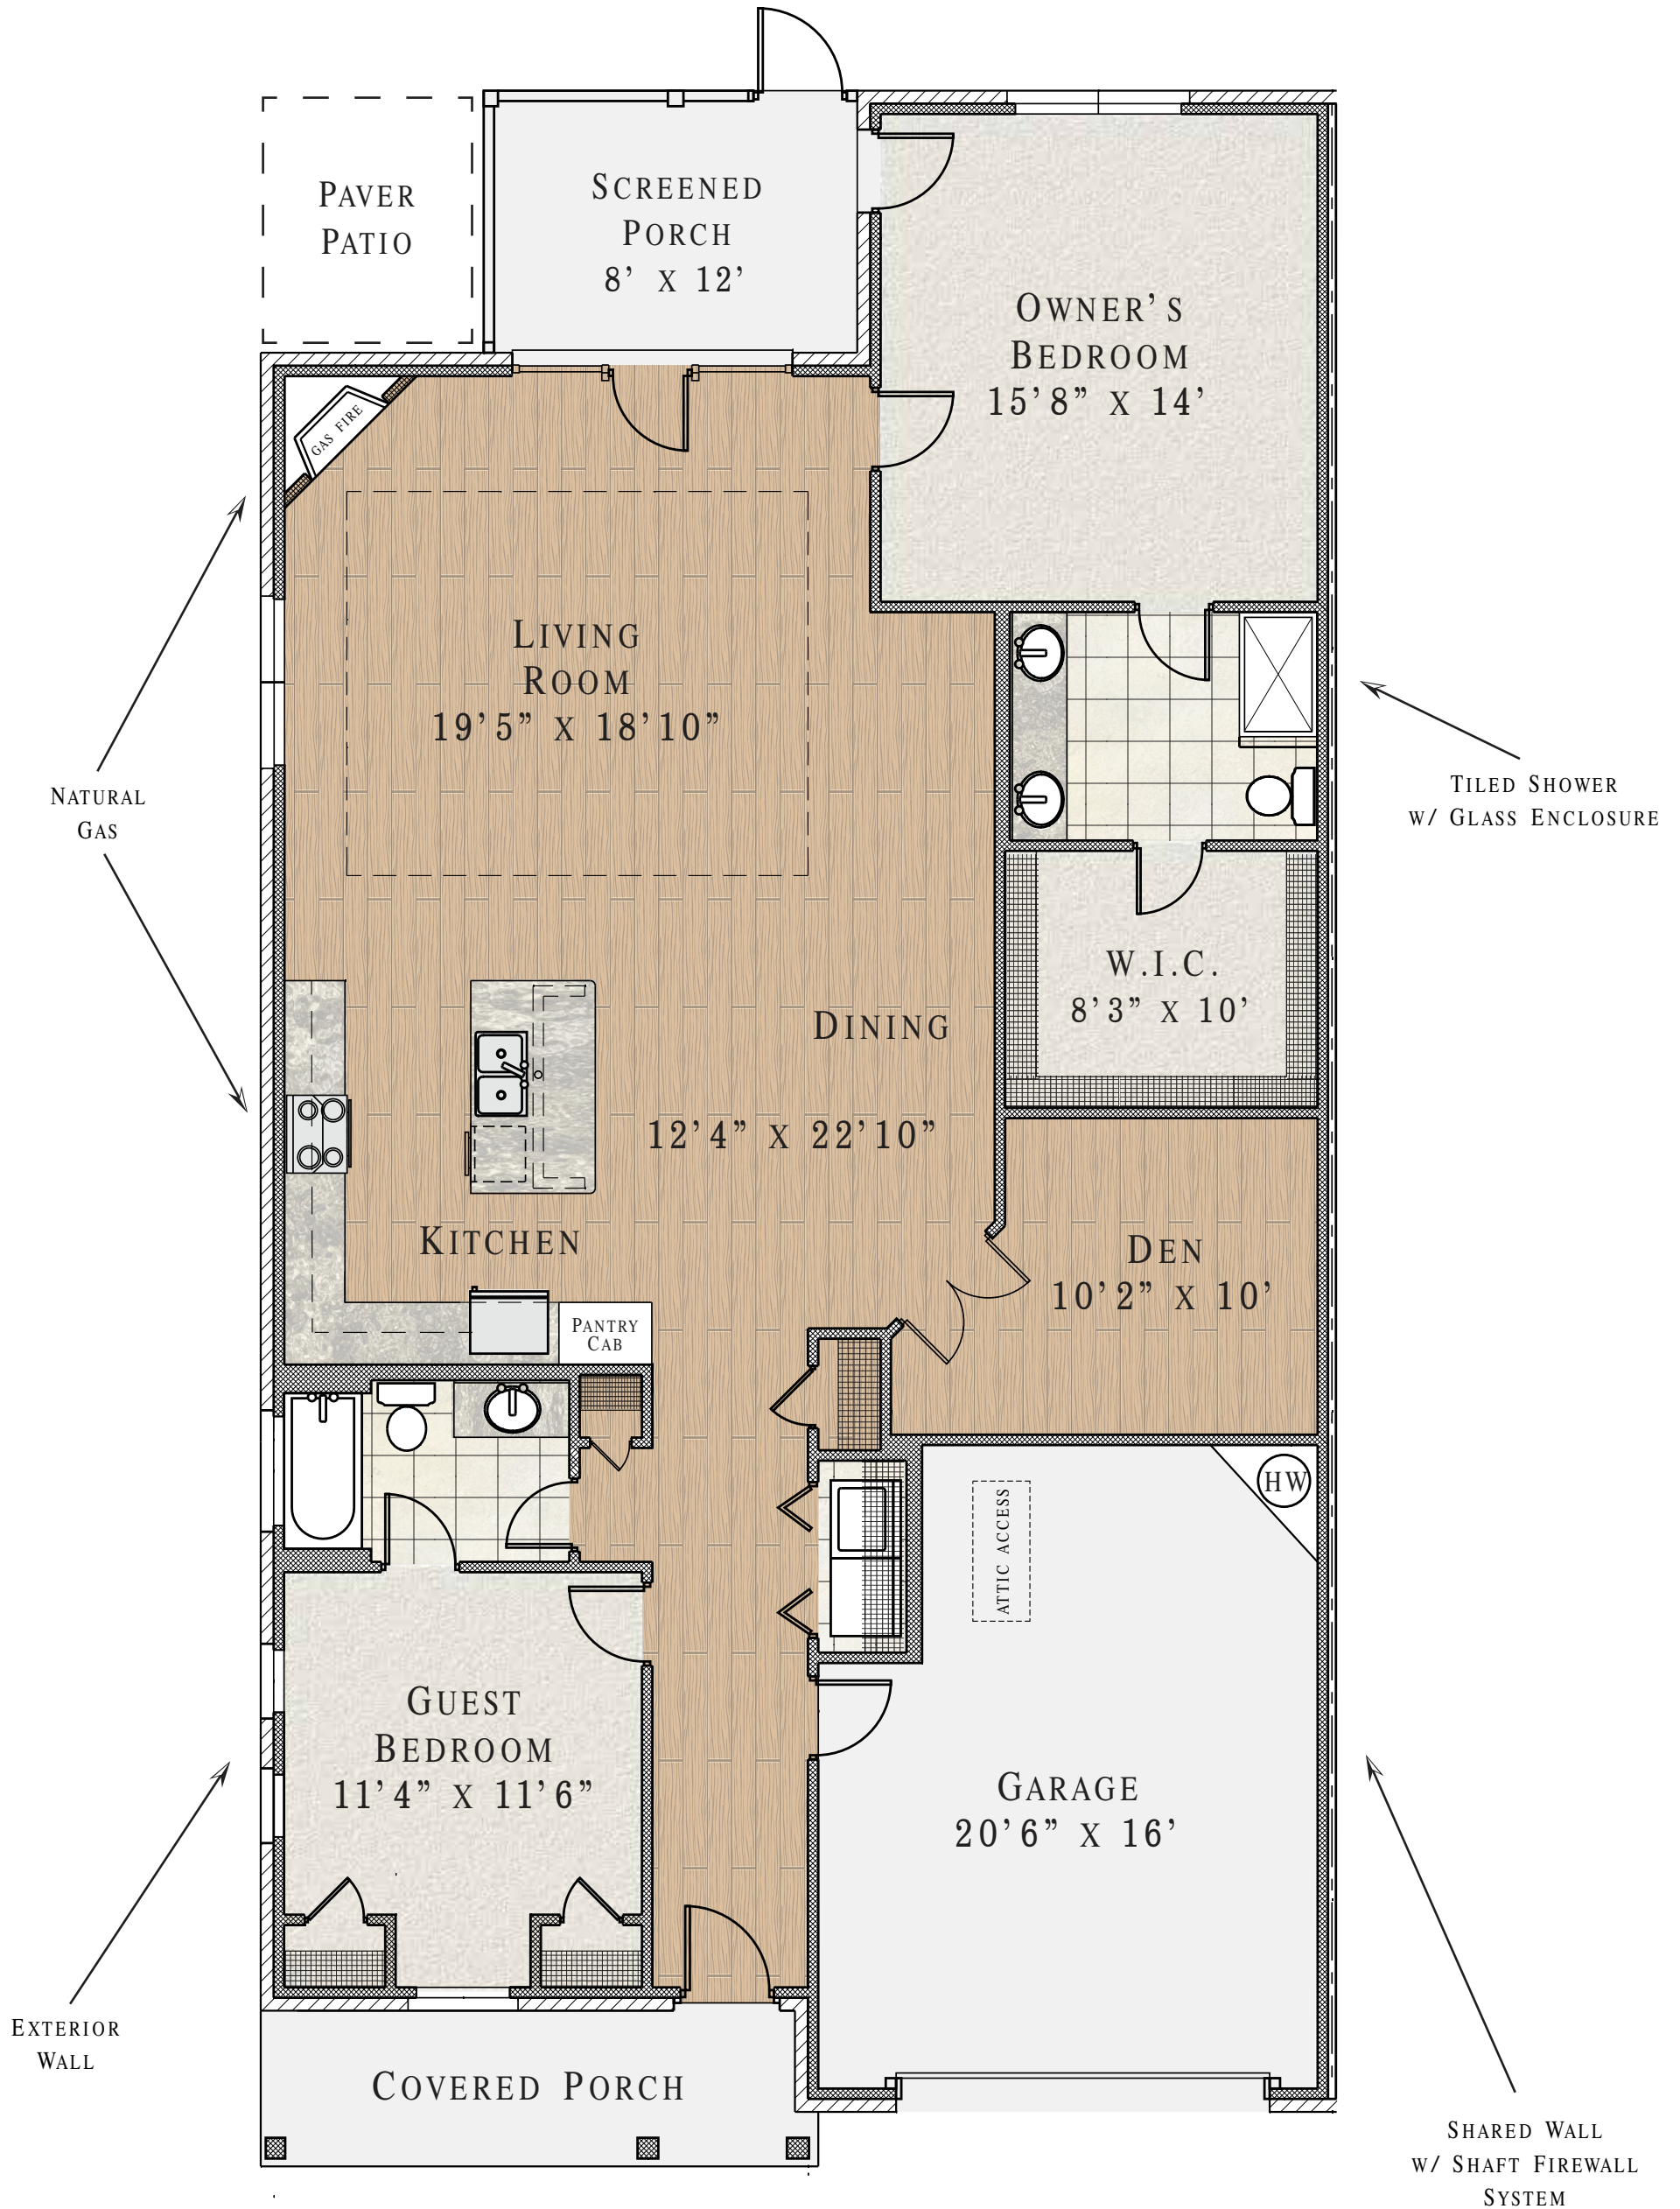 PAVER
PATIO
SCREENED
PORCH
8' X 12'
OWNER'S
BEDROOM
15'8" X 14'
GAS FIRE
LIVING
ROOM
19'5" X 18'10"
NATURAL
GAS
TILED SHOWER
W/ GLASS ENCLOSURE
W.I.C.
8'3" X 10'
DINING
12'4" X 22'10"
KITCHEN
DEN
10'2" X 10'
PANTRY
CAB
HW
ATTIC ACCESS
GUEST
BEDROOM
11'4" X 11'6"
GARAGE
20'6" X 16'
EXTERIOR
WALL
COVERED PORCH
SHARED WALL
W/ SHAFT FIREWALL
SYSTEM